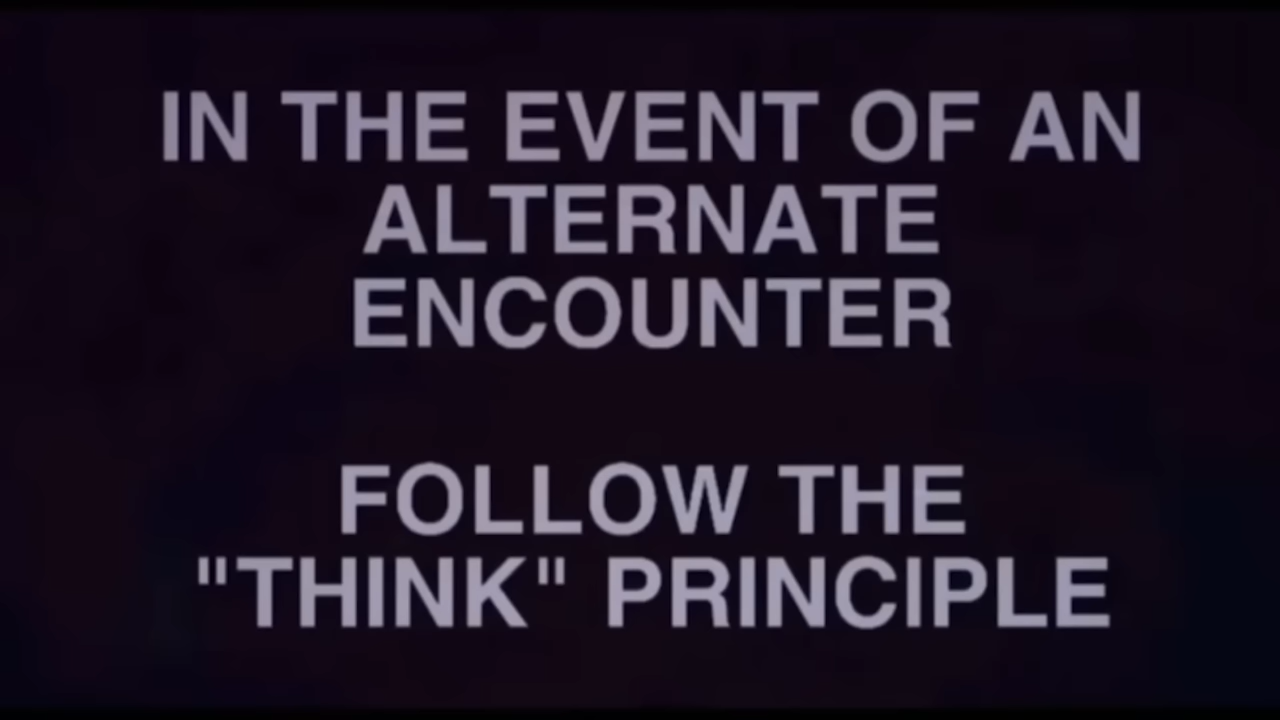 IN THE EVENT OF AN
ALTERNATE
ENCOUNTER
FOLLOW THE
"THINK" PRINCIPLE